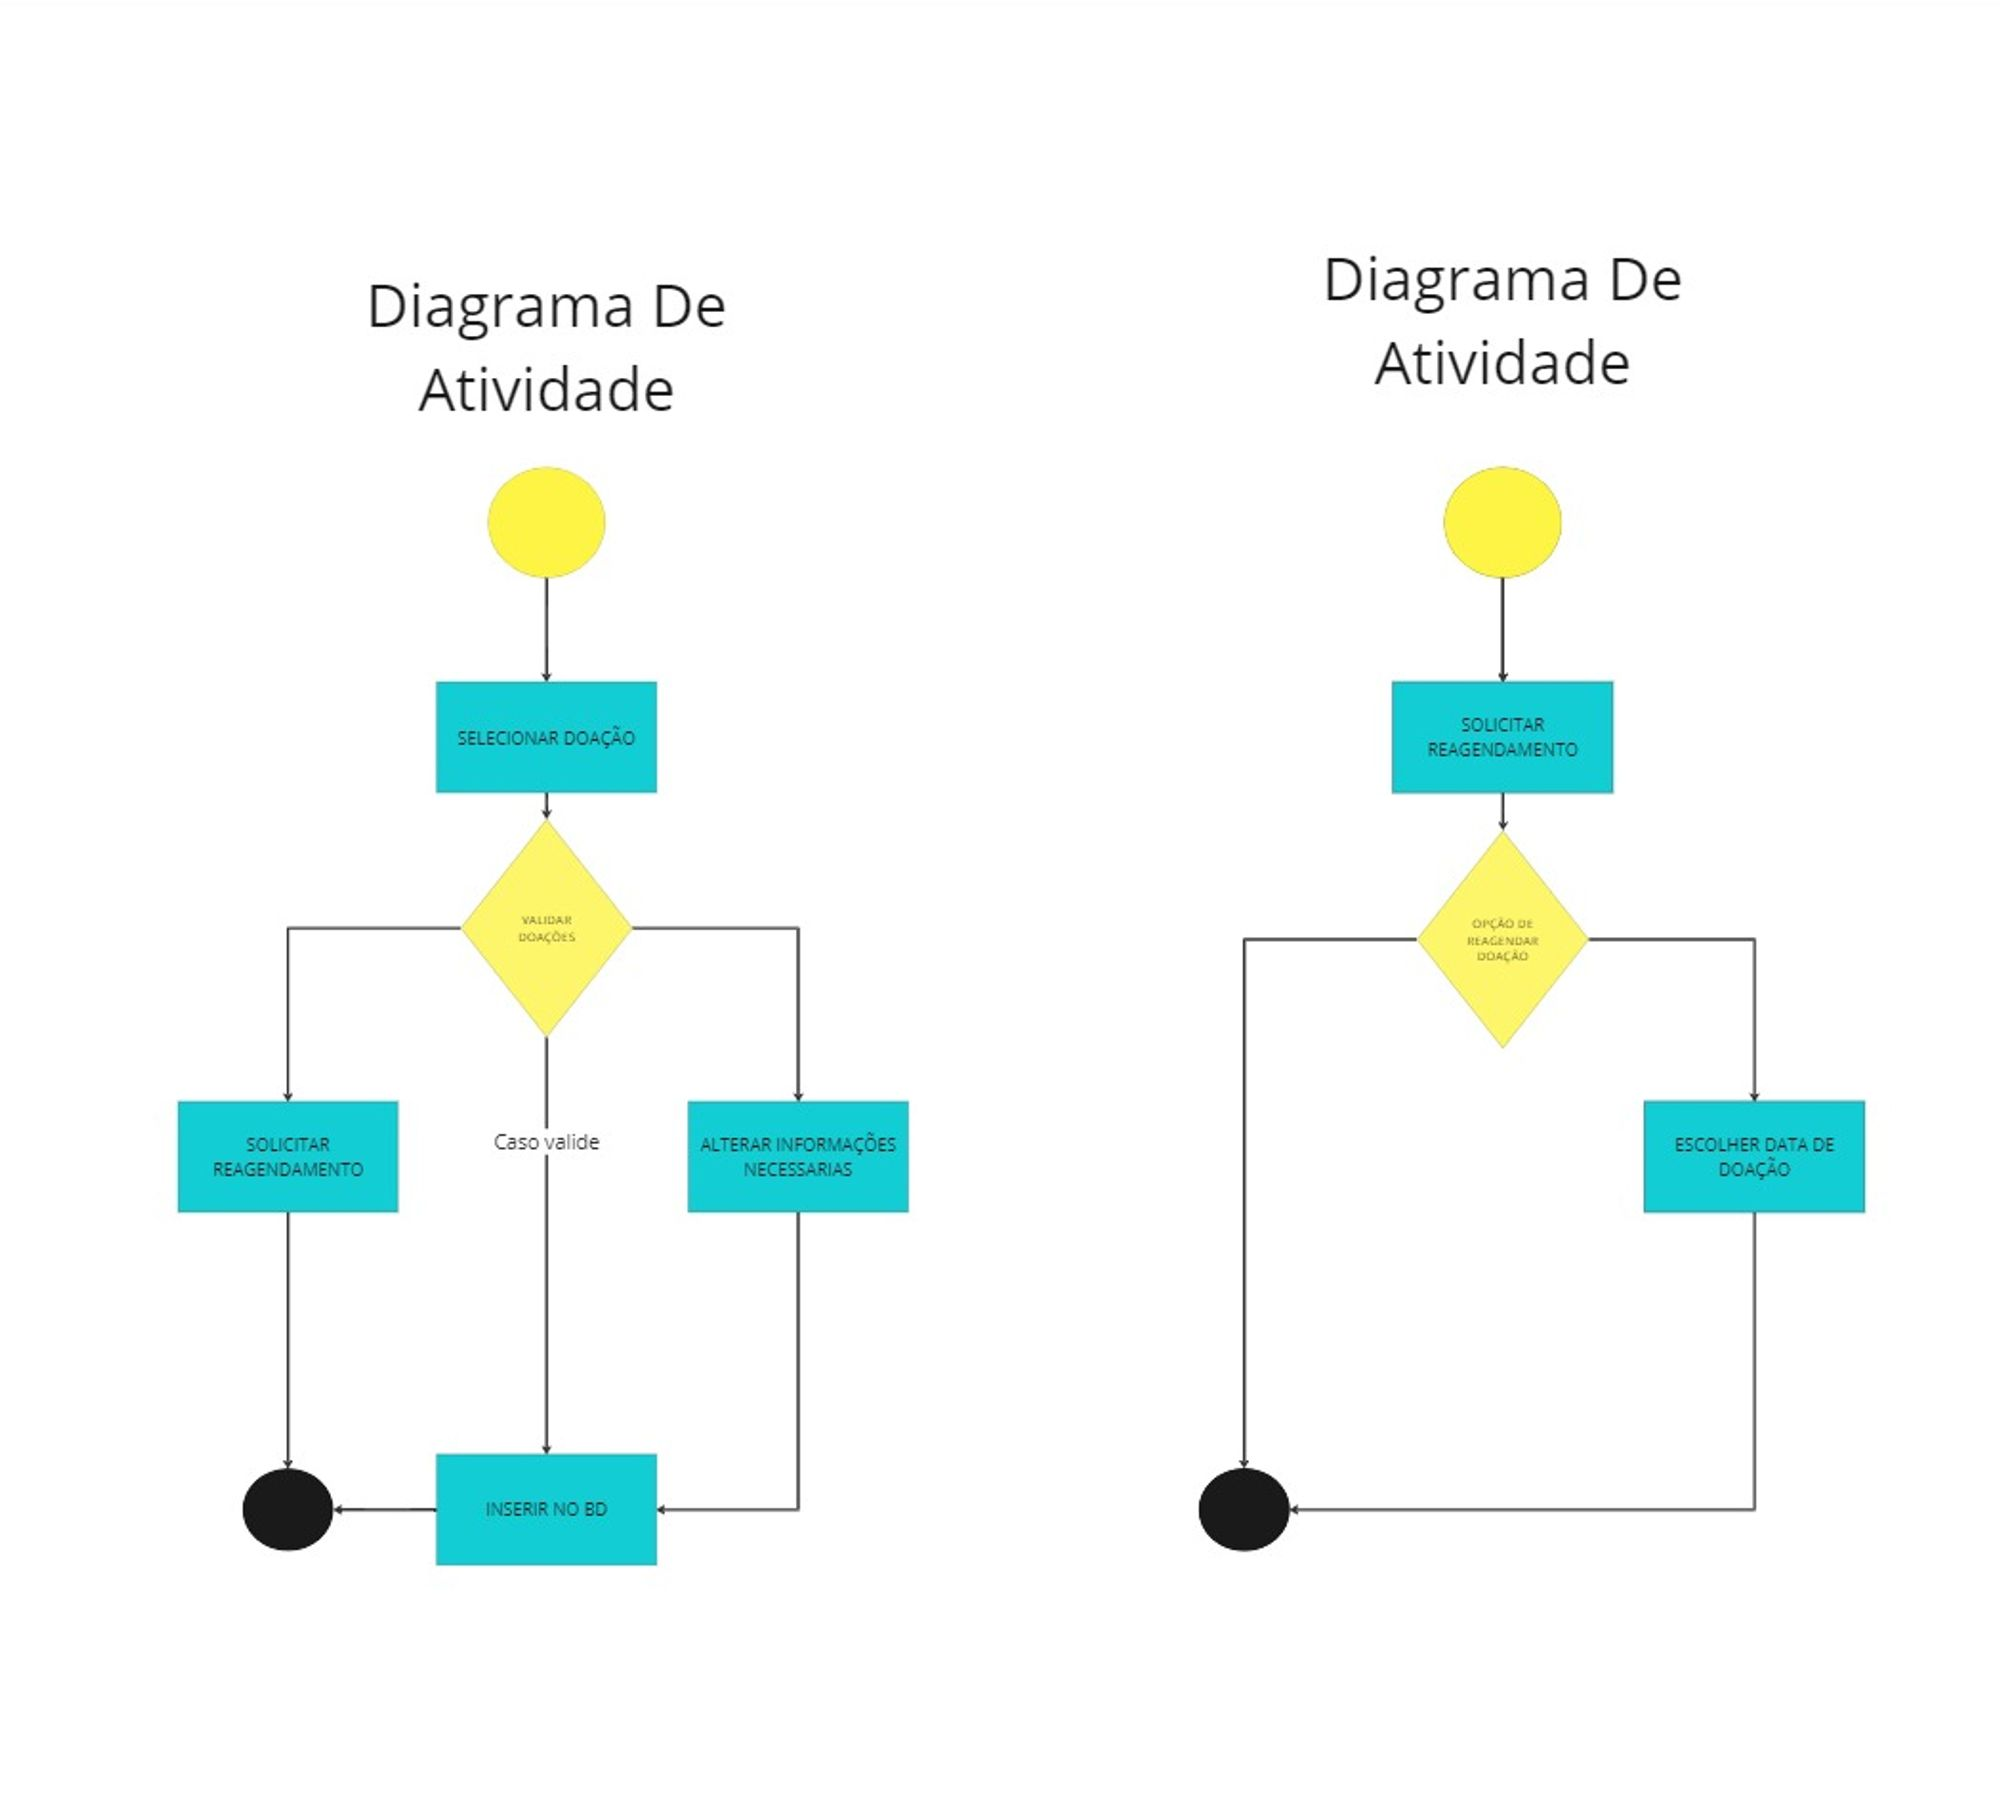 Diagrama De
Atividade
SELECIONAR DOAÇÃO
VALIDAR
DOAÇÕES
SOLICITAR
REAGENDAMENTO
Caso valide
ALTERAR INFORMAÇÕES
NECESSARIAS
INSERIR NO BD
Diagrama De
Atividade
SOLICITAR
REAGENDAMENTO
OPÇÃO DE
REAGENDAR
DOAÇÃO
ESCOLHER DATA DE
DOAÇÃO